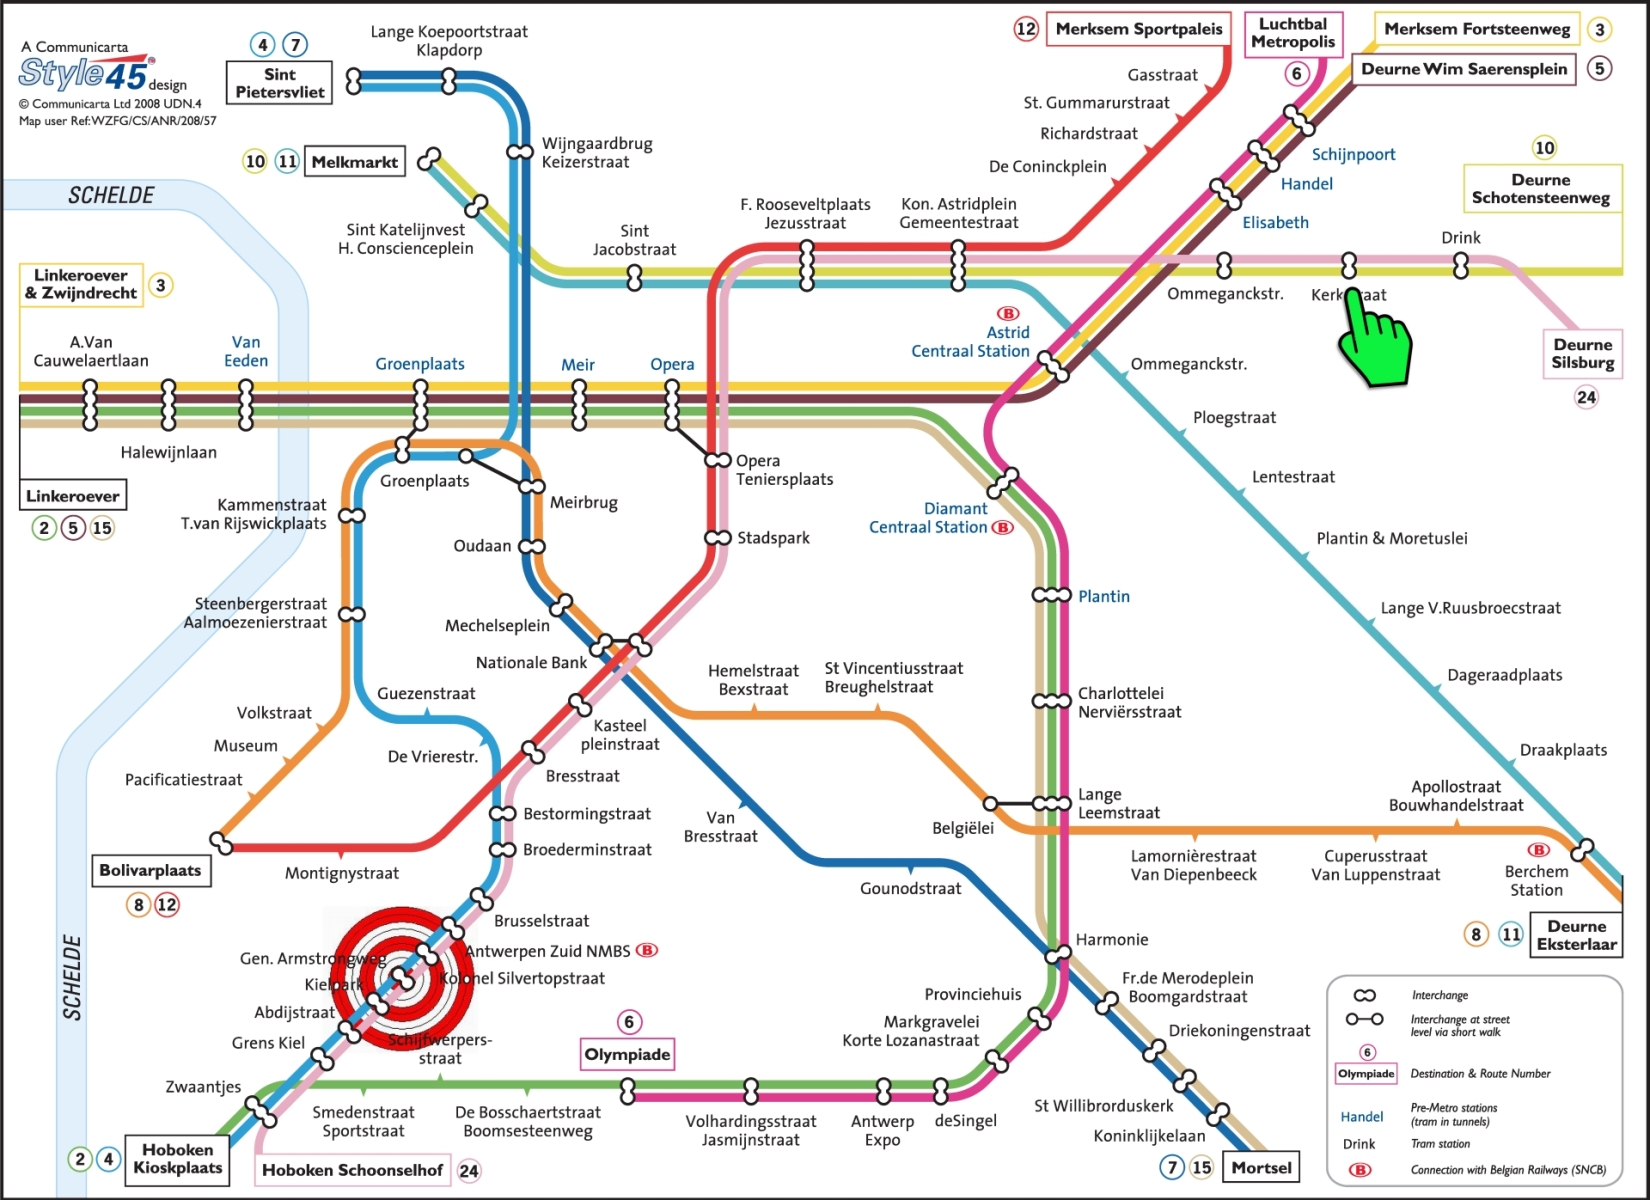 A Communicarta
Style45® design
© Communicarta Ltd 2008 UDN.4
Map user Ref:WZFG/CS/ANR/208/57
4 7
Sint
Pietersvliet
Lange Koepoortstraat
Klapdorp
Wijngaardbrug
Keizerstraat
10 11 Melkmarkt
Sint Katelijnvest
H. Conscienceplein
Sint
Jacobstraat
F. Rooseveltplaats
Jezusstraat
Kon. Astridplein
Gemeentestraat
12 Merksem Sportpaleis
Gasstraat
St. Gummarurstraat
Richardstraat
De Coninckplein
Luchtbal
Metropolis
6
Merksem Fortsteenweg 3
Deurne Wim Saerensplein 5
Schijnpoort
Handel
Elisabeth
10
Deurne
Schotensteenweg
Drink
Ommeganckstr.
Deurne
Silsburg
24
SCHELDE
Linkeroever
& Zwijndrecht
3
A.Van
Cauwelaertlaan
Van
Eeden
Groenplaats
Meir
Opera
B
Astrid
Centraal Station
Halewijnlaan
Linkeroever
2 5 15
Groenplaats
Kammenstraat
T.van Rijswickplaats
Meirbrug
Oudaan
Opera
Teniersplaats
Stadspark
Diamant
Centraal Station B
Ommeganckstr.
Ploegstraat
Lentestraat
Plantin & Moretuslei
Lange V.Ruusbroecstraat
Dageraadplaats
Draakplaats
Steenbergerstraat
Aalmoezenierstraat
Mechelseplein
Nationale Bank
Plantin
Hemelstraat
Bexstraat
St Vincentiusstraat
Breughelstraat
Charlottelei
Nerviërsstraat
Guezenstraat
Volkstraat
Museum
Pacificatiestraat
De Vrierestr.
Kasteel
pleinstraat
Bresstraat
Bestormingstraat
Broederminstraat
Van
Bresstraat
Belgiëlei
Lange
Leemstraat
Apollostraat
Bouwhandelstraat
Lamornièrestraat
Van Diepenbeeck
Cuperusstraat
Van Luppenstraat
B
Berchem
Station
8 11
Deurne
Eksterlaar
Bolivarplaats
8 12
Montignystraat
Gounodstraat
SCHELDE
Brusselstraat
Antwerpen Zuid NMBS B
Kolonel Silvertopstraat
Gen. Armstrongweg
Abdijstraat
Grens Kiel
Zwaantjes
Schijfwerpers-
straat
6
Olympiade
Harmonie
Provinciehuis
Markgravelei
Korte Lozanastraat
Fr.de Merodeplein
Boomgardstraat
Driekoningenstraat
St Willibrorduskerk
Koninklijkelaan
Smedenstraat
Sportstraat
De Bosschaertstraat
Boomsesteenweg
Volhardingsstraat
Jasmijnstraat
Antwerp
Expo
deSingel
2 4
Hoboken
Kioskplaats
Hoboken Schoonselhof 24
7 15 Mortsel
Interchange
Interchange at street
level via short walk
6
Olympiade
Destination & Route Number
Handel
Pre-Metro stations
(tram in tunnels)
Drink
Tram station
B
Connection with Belgian Railways (SNCB)